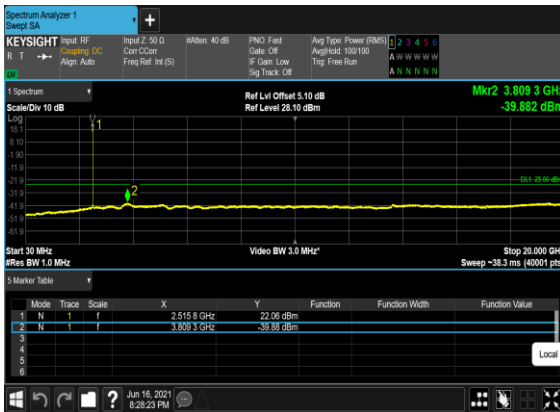 Spectrum Analyzer 1
Swept SA
KEYSIGHT
R T
Input: RF
Coupling: DC
Align: Auto
Input Z: 50 Ω
Corr CCorr
Freq Ref: Int (S)
#Atten: 40 dB
PNO: Fast
Gate: Off
IF Gain: Low
Sig Track: Off
Avg Type: Power (RMS)
Avg|Hold: 100/100
Trig: Free Run
1 2 3 4 5 6
A W W W W W
A N N N N N
1 Spectrum
Scale/Div 10 dB
Ref Lvl Offset 5.10 dB
Ref Level 28.10 dBm
Mkr2 3.809 3 GHz
-39.882 dBm
Log
18.1
8.10
-1.90
-11.9
-21.9
-31.9
-41.9
-51.9
-61.9
1
2
Start 30 MHz
#Res BW 1.0 MHz
Video BW 3.0 MHz*
Stop 20.000 GH
Sweep ~38.3 ms (40001 pts
5 Marker Table
Mode Trace Scale X Y Function Function Width Function Value
1 N 1 f 2.515 8 GHz 22.06 dBm
2 N 1 f 3.809 3 GHz -39.88 dBm
3
4
5
6
Local
?
Jun 16, 2021
8:28:23 PM